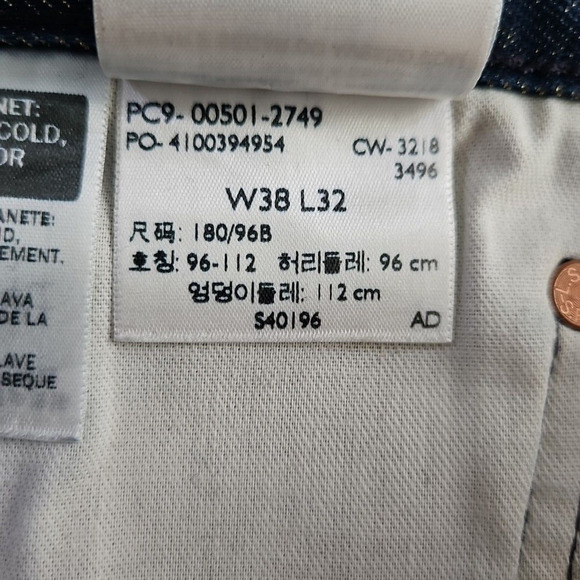 NET:
COLD,
OR
ANETE:
ID,
EMENT.
AVA
DE LA
LAVE
SEQUE
PC9-00501-2749
PO-4100394954 CW-3218
3496
W38 L32
尺码: 180/96B
호칭: 96-112 허리둘레: 96 cm
엉덩이둘레: 112 cm
S40196 AD